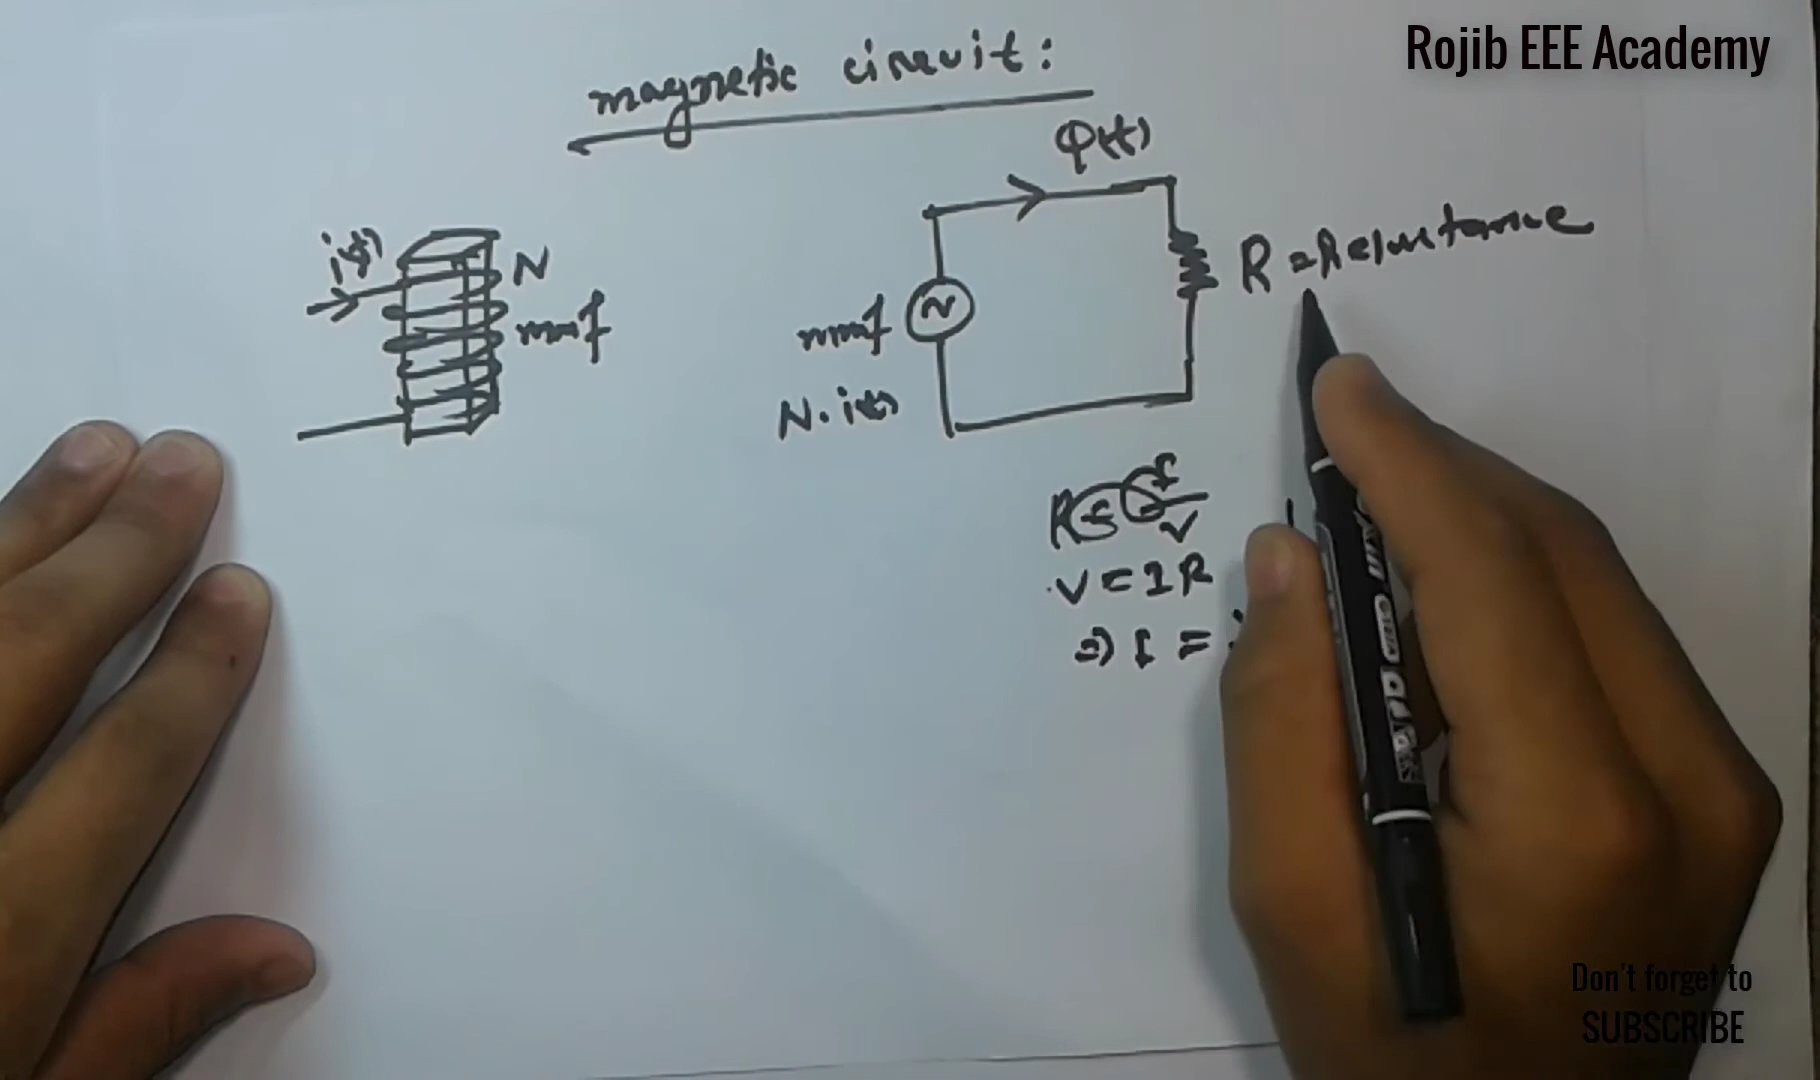 Rojib EEE Academy
magnetic circuit:
φ(t)
i(t)
N
mmf
R = Reluctance
mmf
N. i(t)
V = IR
⇒ I =
Don't forget to
SUBSCRIBE